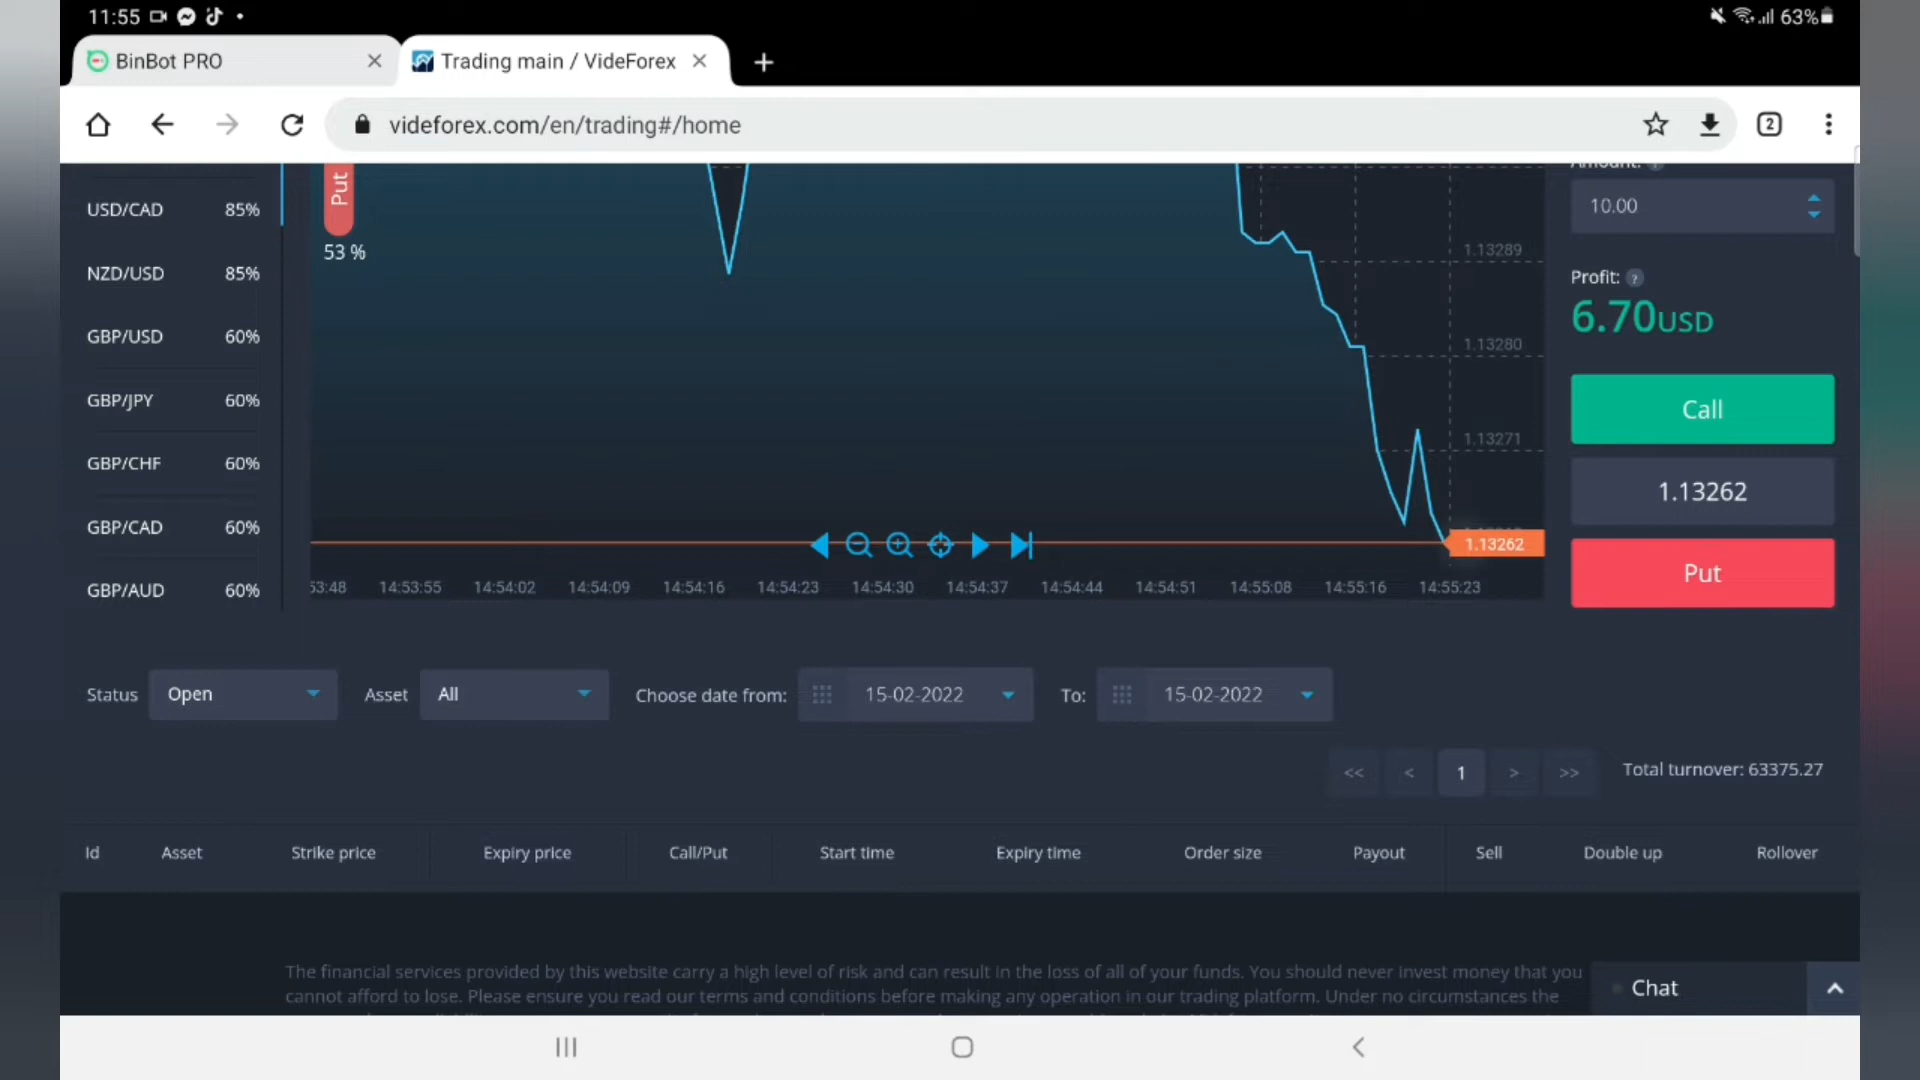 11:55
63%
BinBot PRO
Trading main / VideForex
videforex.com/en/trading#/home
2
USD/CAD 85%
NZD/USD 85%
GBP/USD 60%
GBP/JPY 60%
GBP/CHF 60%
GBP/CAD 60%
GBP/AUD 60%
Put
53 %
1.13289
1.13280
1.13271
1.13262
53:48 14:53:55 14:54:02 14:54:09 14:54:16 14:54:23 14:54:30 14:54:37 14:54:44 14:54:51 14:55:08 14:55:16 14:55:23
Amount: ?
10.00
Profit: ?
6.70USD
Call
1.13262
Put
Status Open Asset All Choose date from: 15-02-2022 To: 15-02-2022
<< < 1 > >> Total turnover: 63375.27
Id Asset Strike price Expiry price Call/Put Start time Expiry time Order size Payout Sell Double up Rollover
The financial services provided by this website carry a high level of risk and can result in the loss of all of your funds. You should never invest money that you
cannot afford to lose. Please ensure you read our terms and conditions before making any operation in our trading platform. Under no circumstances the
Chat